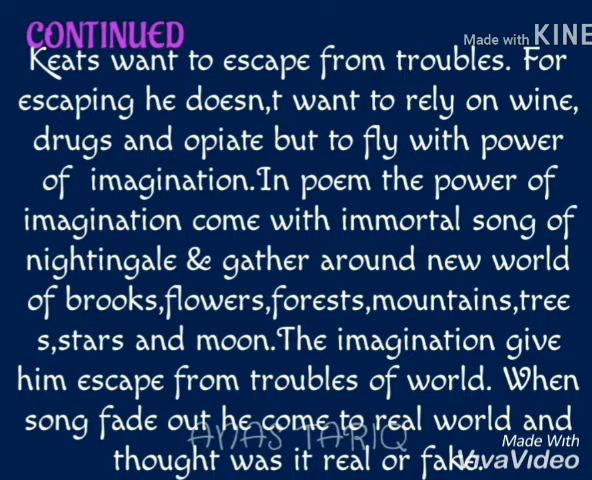 CONTINUED
Made with KINE
Keats want to escape from troubles. For
escaping he doesn,t want to rely on wine,
drugs and opiate but to fly with power
of imagination.In poem the power of
imagination come with immortal song of
nightingale & gather around new world
of brooks,flowers,forests,mountains,tree
s,stars and moon.The imagination give
him escape from troubles of world. When
song fade out he come to real world and
ANAS TARIQ
Made With
thought was it real or fake.
VivaVideo